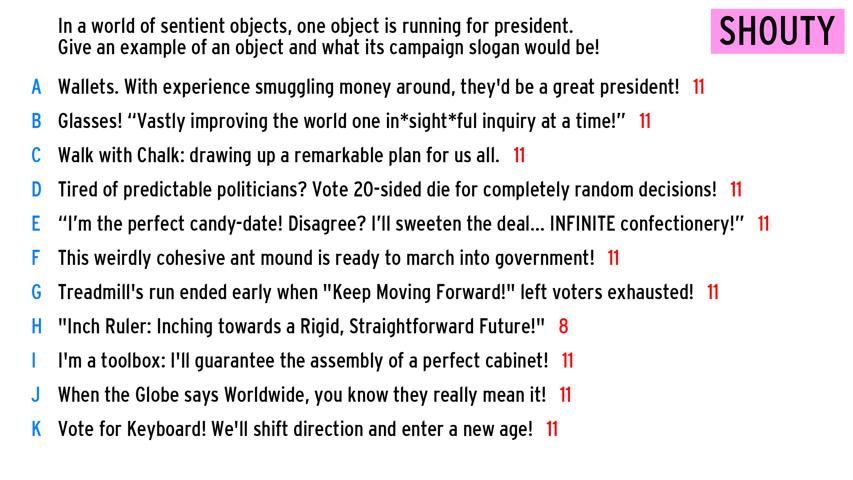 In a world of sentient objects, one object is running for president.
Give an example of an object and what its campaign slogan would be!
SHOUTY
A Wallets. With experience smuggling money around, they'd be a great president! 11
B Glasses! “Vastly improving the world one in*sight*ful inquiry at a time!” 11
C Walk with Chalk: drawing up a remarkable plan for us all. 11
D Tired of predictable politicians? Vote 20-sided die for completely random decisions! 11
E “I’m the perfect candy-date! Disagree? I’ll sweeten the deal... INFINITE confectionery!” 11
F This weirdly cohesive ant mound is ready to march into government! 11
G Treadmill's run ended early when "Keep Moving Forward!" left voters exhausted! 11
H "Inch Ruler: Inching towards a Rigid, Straightforward Future!" 8
I I'm a toolbox: I'll guarantee the assembly of a perfect cabinet! 11
J When the Globe says Worldwide, you know they really mean it! 11
K Vote for Keyboard! We'll shift direction and enter a new age! 11